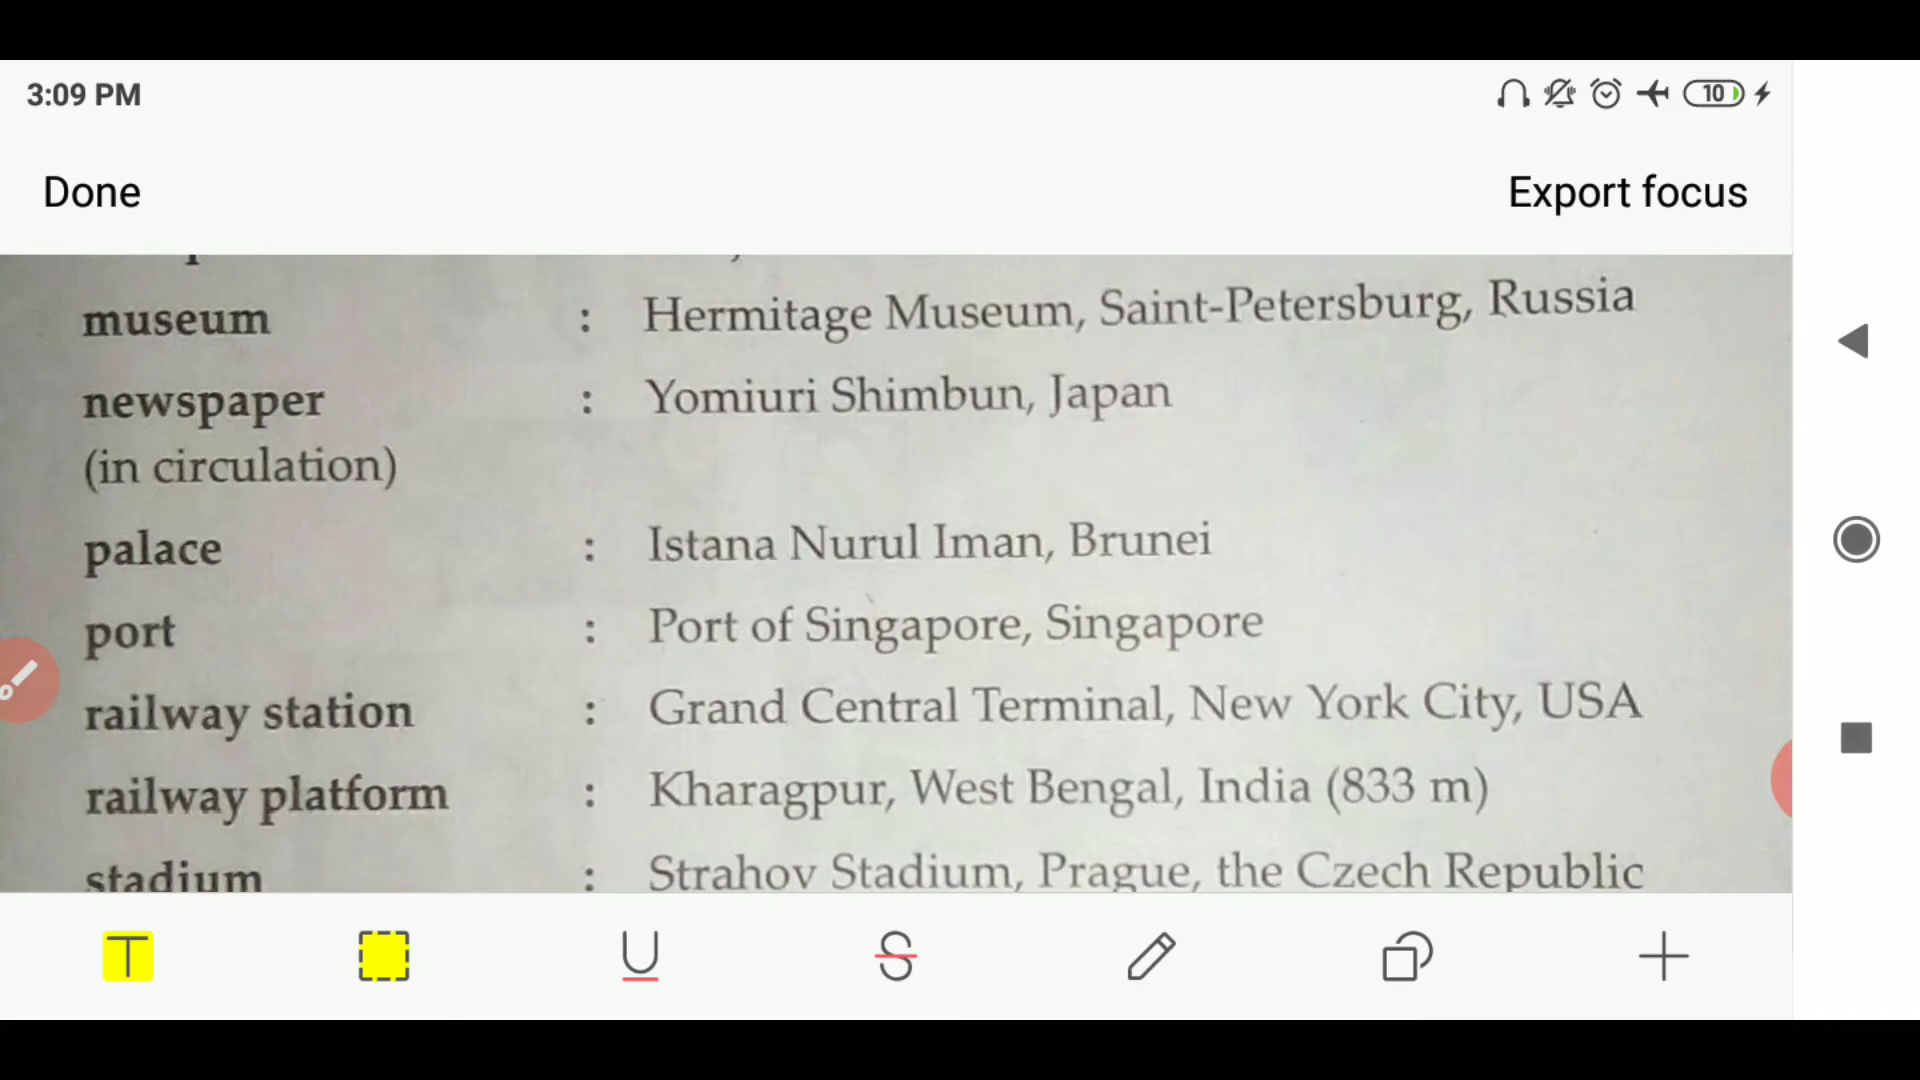 3:09 PM
10
Done
Export focus
museum : Hermitage Museum, Saint-Petersburg, Russia
newspaper : Yomiuri Shimbun, Japan
(in circulation)
palace : Istana Nurul Iman, Brunei
port : Port of Singapore, Singapore
railway station : Grand Central Terminal, New York City, USA
railway platform : Kharagpur, West Bengal, India (833 m)
stadium : Strahov Stadium, Prague, the Czech Republic
T
U
S